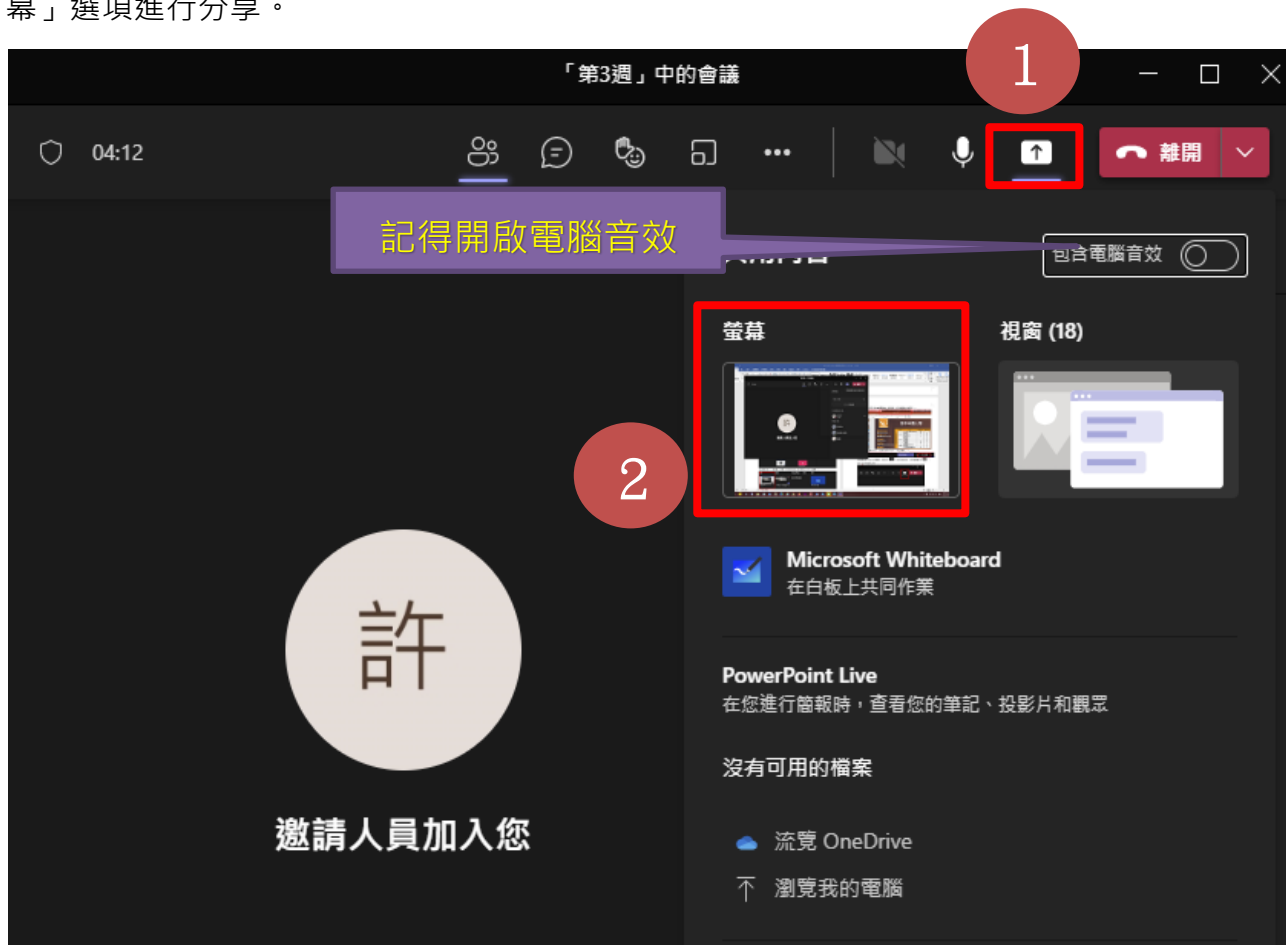 幕」選項進行分享。
1
「第3週」中的會議
04:12
離開
記得開啟電腦音效
包含電腦音效
螢幕
視窗 (18)
2
Microsoft Whiteboard
在白板上共同作業
許
PowerPoint Live
在您進行簡報時，查看您的筆記、投影片和觀眾
沒有可用的檔案
邀請人員加入您
流覽 OneDrive
瀏覽我的電腦